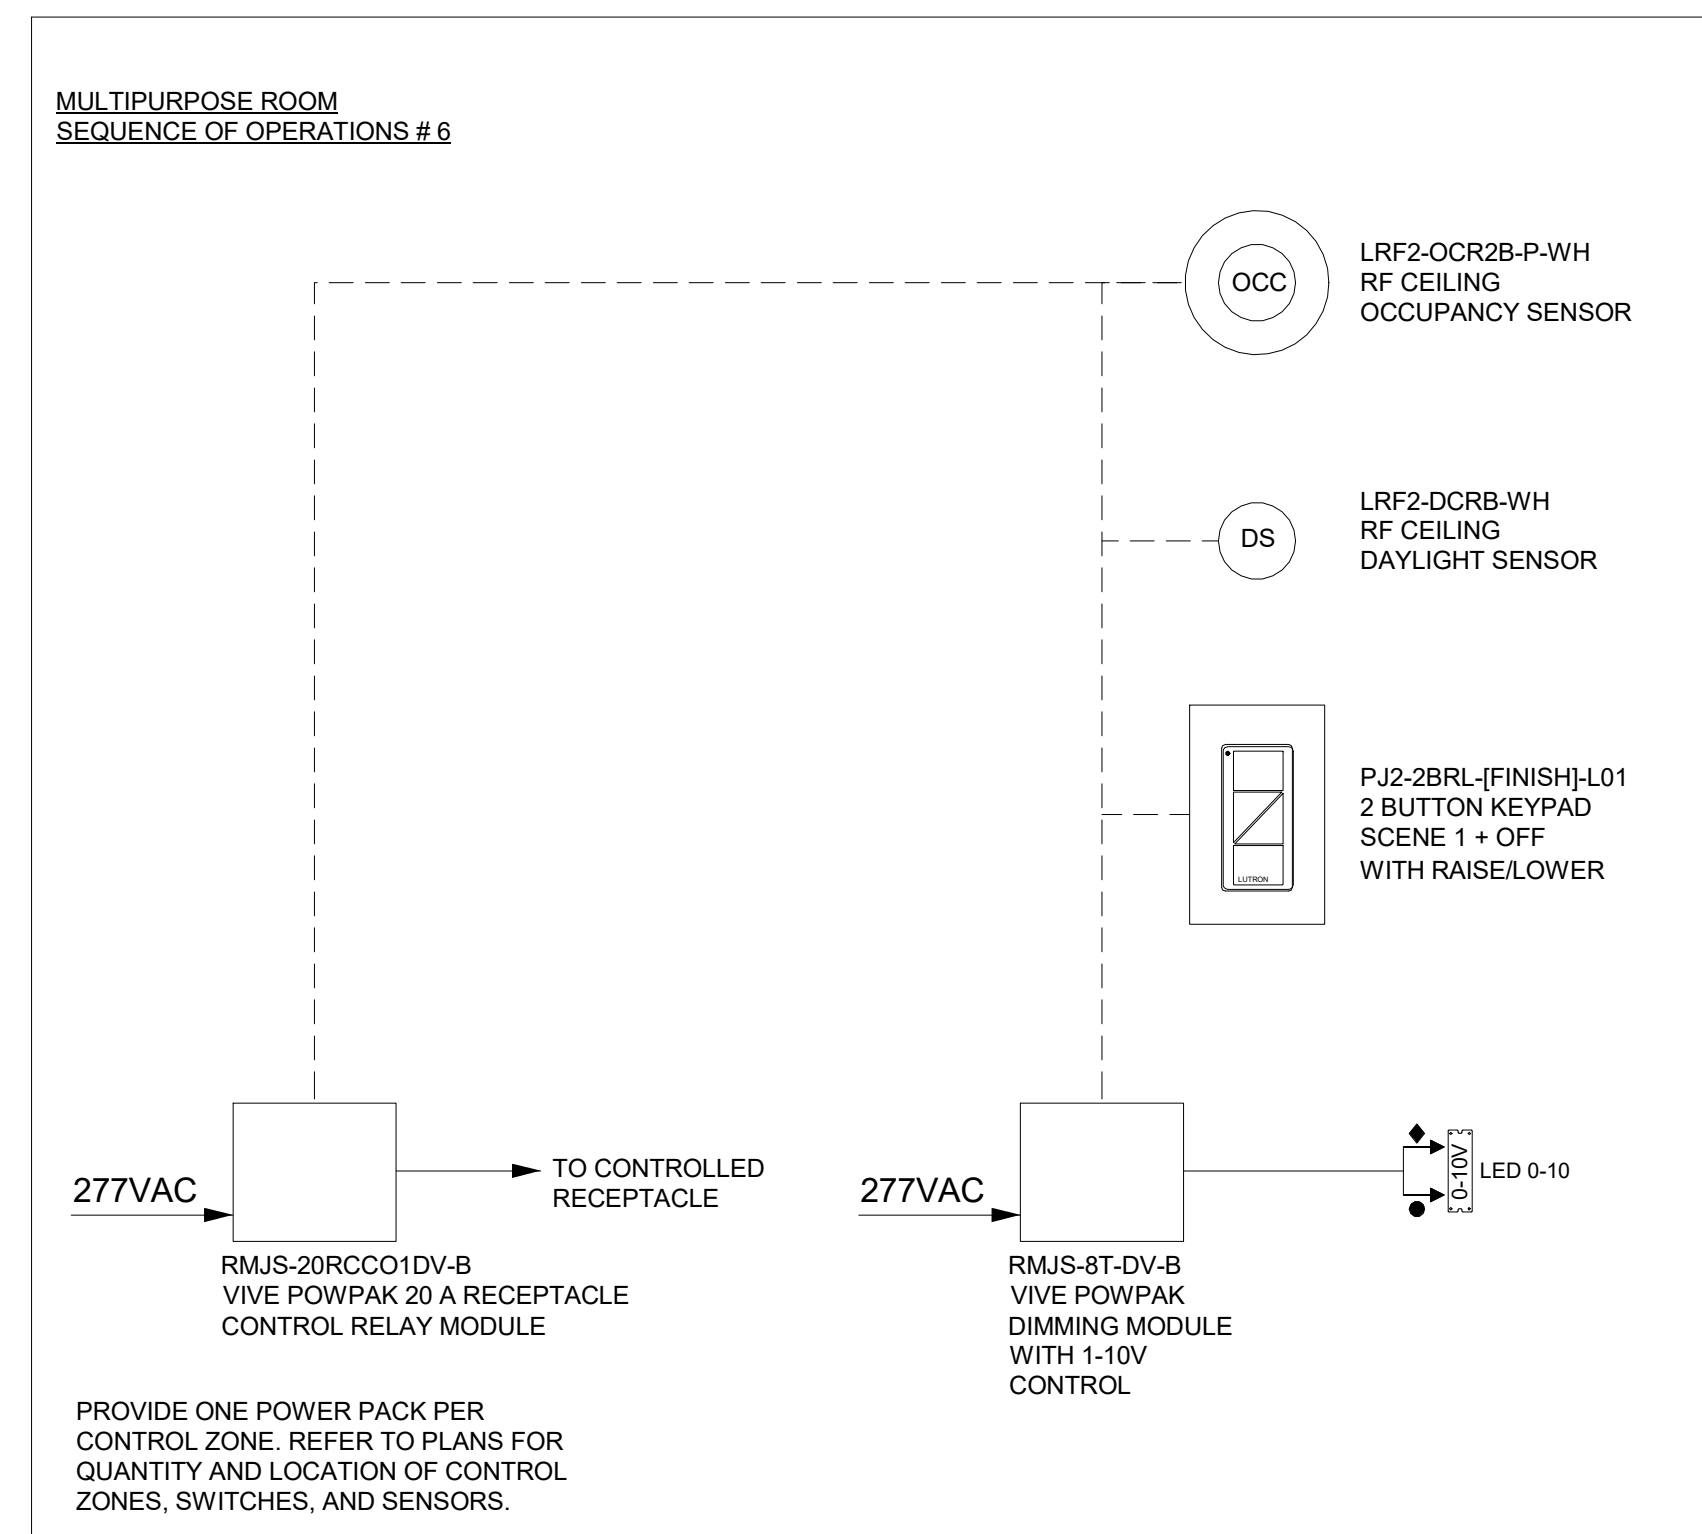 MULTIPURPOSE ROOM
SEQUENCE OF OPERATIONS # 6
OCC
LRF2-OCR2B-P-WH
RF CEILING
OCCUPANCY SENSOR
DS
LRF2-DCRB-WH
RF CEILING
DAYLIGHT SENSOR
LUTRON
PJ2-2BRL-[FINISH]-L01
2 BUTTON KEYPAD
SCENE 1 + OFF
WITH RAISE/LOWER
277VAC
TO CONTROLLED
RECEPTACLE
RMJS-20RCCO1DV-B
VIVE POWPAK 20 A RECEPTACLE
CONTROL RELAY MODULE
277VAC
0-10V
LED 0-10
RMJS-8T-DV-B
VIVE POWPAK
DIMMING MODULE
WITH 1-10V
CONTROL
PROVIDE ONE POWER PACK PER
CONTROL ZONE. REFER TO PLANS FOR
QUANTITY AND LOCATION OF CONTROL
ZONES, SWITCHES, AND SENSORS.